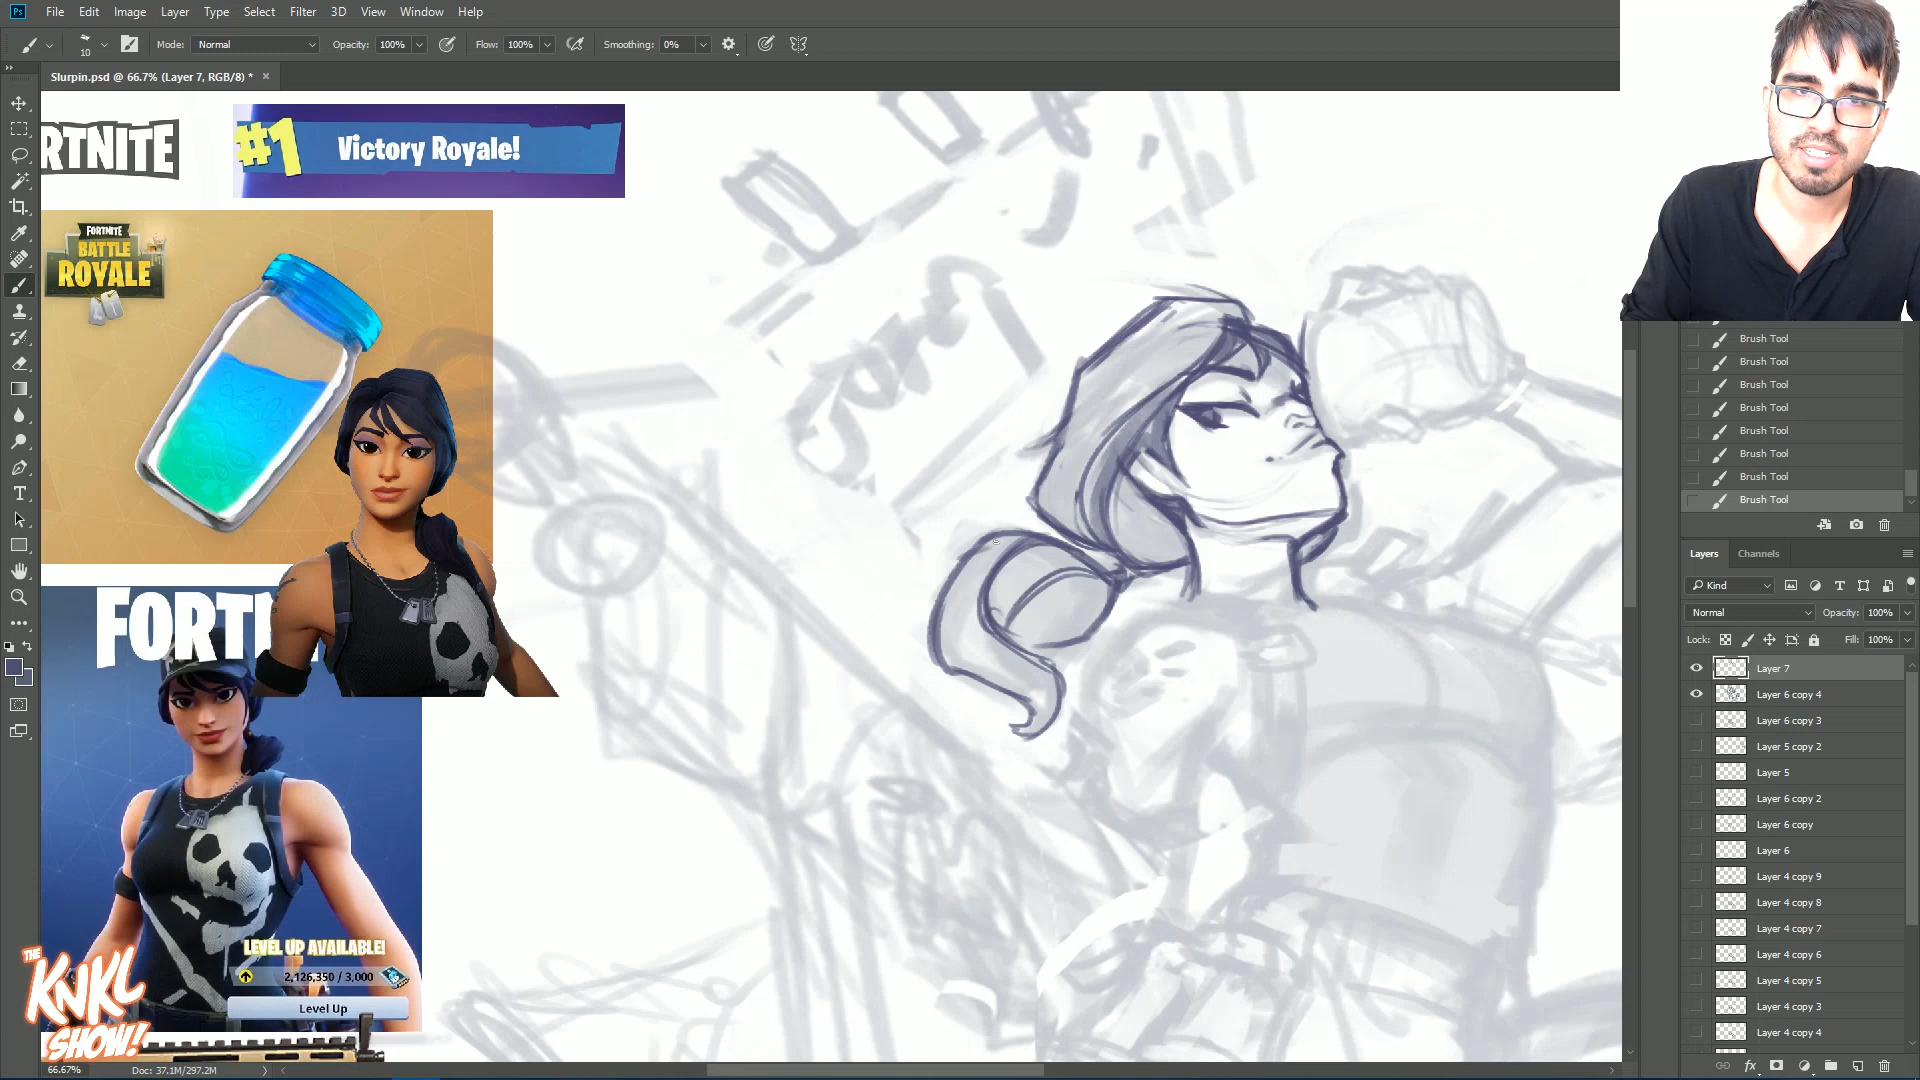 Ps File Edit Image Layer Type Select Filter 3D View Window Help
10 Mode: Normal Opacity: 100% Flow: 100% Smoothing: 0%
Slurpin.psd @ 66.7% (Layer 7, RGB/8) * ×
RTNITE
#1 Victory Royale!
FORTNITE
BATTLE
ROYALE
FORT
LEVEL UP AVAILABLE!
2,126,350 / 3,000
Level Up
THE
KNKL
SHOW!
66.67% Doc: 37.1M/297.2M
Brush Tool
Brush Tool
Brush Tool
Brush Tool
Brush Tool
Brush Tool
Brush Tool
Brush Tool
Layers Channels
Kind
Normal Opacity: 100%
Lock: Fill: 100%
Layer 7
Layer 6 copy 4
Layer 6 copy 3
Layer 5 copy 2
Layer 5
Layer 6 copy 2
Layer 6 copy
Layer 6
Layer 4 copy 9
Layer 4 copy 8
Layer 4 copy 7
Layer 4 copy 6
Layer 4 copy 5
Layer 4 copy 3
Layer 4 copy 4
fx